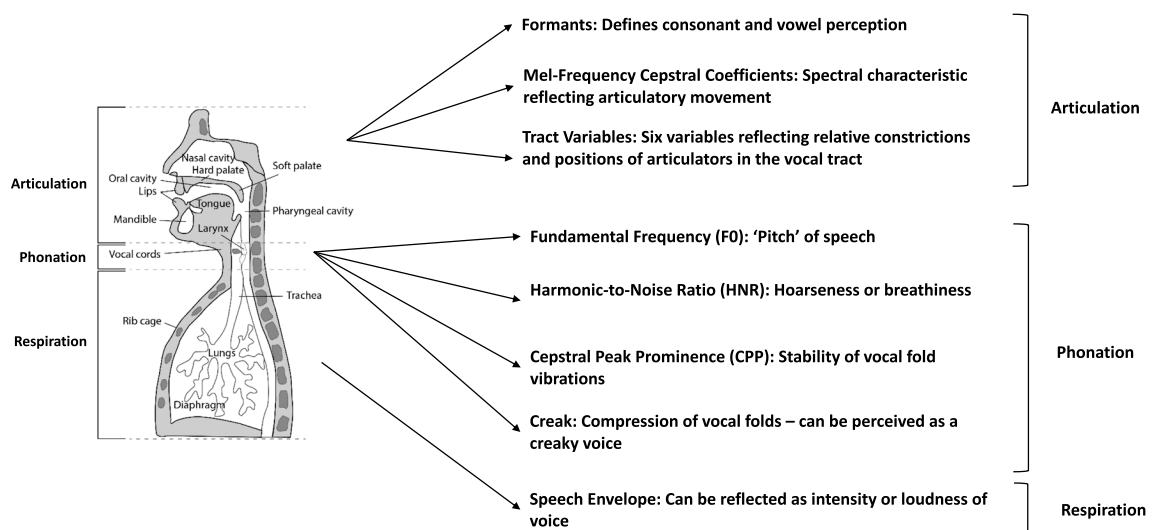 Formants: Defines consonant and vowel perception
Mel-Frequency Cepstral Coefficients: Spectral characteristic
reflecting articulatory movement
Tract Variables: Six variables reflecting relative constrictions
and positions of articulators in the vocal tract
Articulation
Articulation
Phonation
Respiration
Nasal cavity
Hard palate
Soft palate
Oral cavity
Lips
Tongue
Pharyngeal cavity
Mandible
Larynx
Vocal cords
Trachea
Rib cage
Lungs
Diaphragm
Fundamental Frequency (F0): ‘Pitch’ of speech
Harmonic-to-Noise Ratio (HNR): Hoarseness or breathiness
Cepstral Peak Prominence (CPP): Stability of vocal fold
vibrations
Creak: Compression of vocal folds – can be perceived as a
creaky voice
Phonation
Speech Envelope: Can be reflected as intensity or loudness of
voice
Respiration